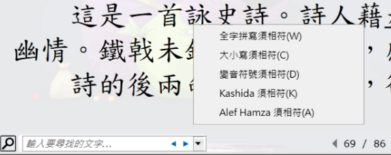 這是一首詠史詩。詩人藉
幽情。鐵戟未
詩的後兩
全字拼寫須相符(W)
大小寫須相符(C)
變音符號須相符(D)
Kashida 須相符(K)
Alef Hamza 須相符(A)
輸入要尋找的文字...
69 / 86